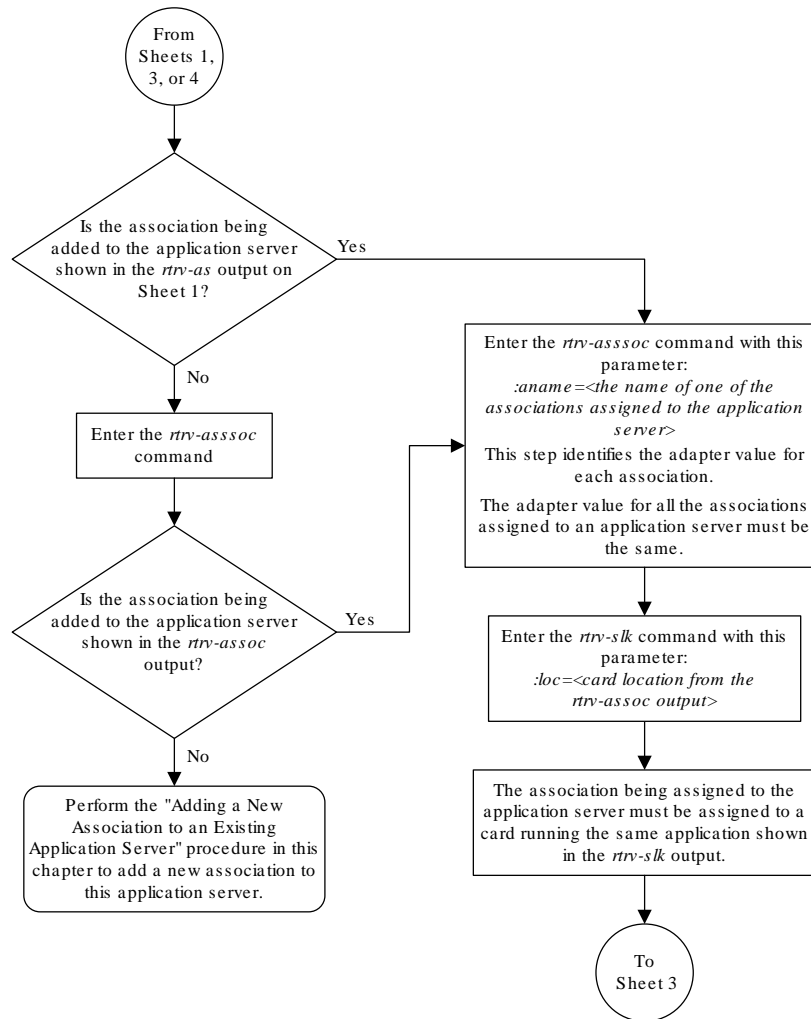 From
Sheets 1,
3, or 4
Is the association being
added to the application server
shown in the rtrv-as output on
Sheet 1?
Yes
No
Enter the rtrv-asssoc
command
Is the association being
added to the application server
shown in the rtrv-assoc
output?
Yes
No
Perform the "Adding a New
Association to an Existing
Application Server" procedure in this
chapter to add a new association to
this application server.
Enter the rtrv-asssoc command with this
parameter:
:aname=<the name of one of the
associations assigned to the application
server>
This step identifies the adapter value for
each association.
The adapter value for all the associations
assigned to an application server must be
the same.
Enter the rtrv-slk command with this
parameter:
:loc=<card location from the
rtrv-assoc output>
The association being assigned to the
application server must be assigned to a
card running the same application shown
in the rtrv-slk output.
To
Sheet 3